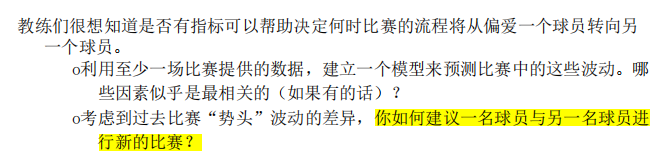 教练们很想知道是否有指标可以帮助决定何时比赛的流程将从偏爱一个球员转向另
一个球员。
o利用至少一场比赛提供的数据，建立一个模型来预测比赛中的这些波动。哪
些因素似乎是最相关的（如果有的话）？
o考虑到过去比赛“势头”波动的差异，你如何建议一名球员与另一名球员进
行新的比赛？